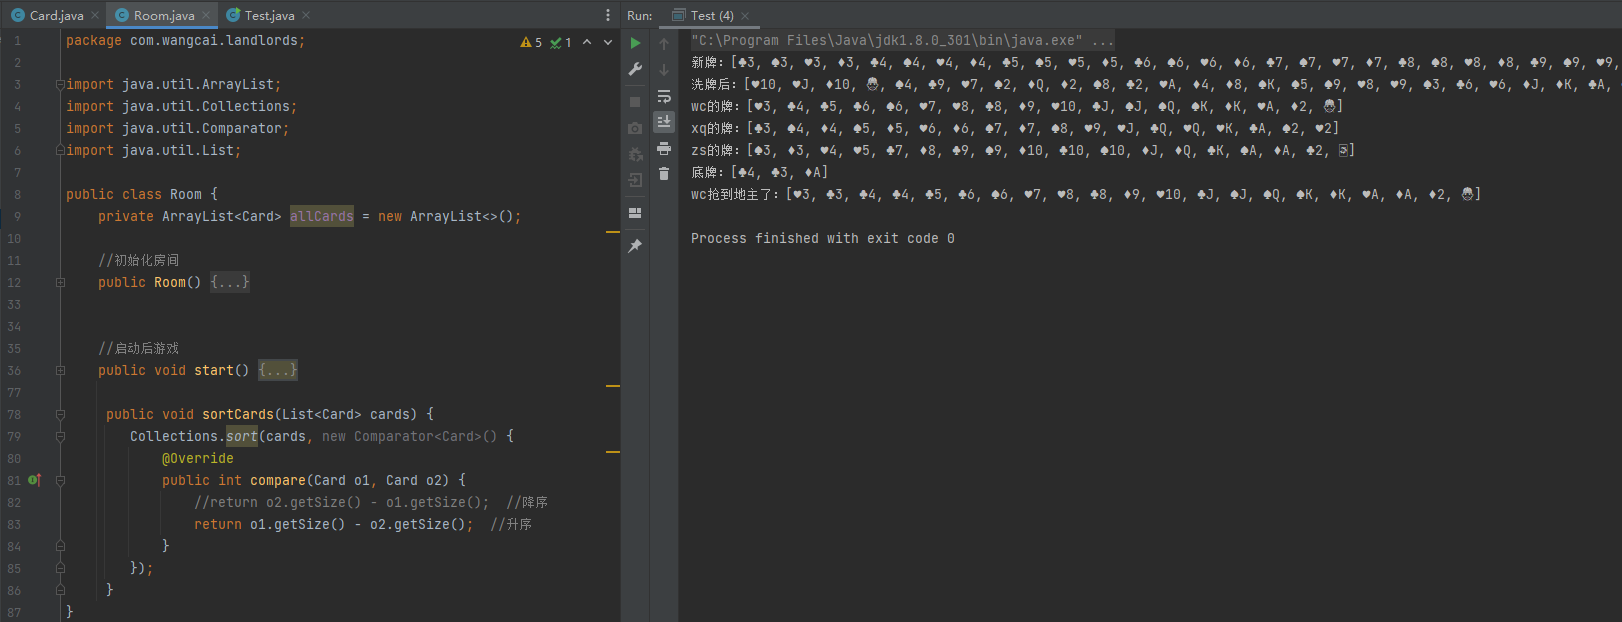 Card.java
Room.java
Test.java
Run:
Test (4)
5
1
1 package com.wangcai.landlords;
2
3 import java.util.ArrayList;
4 import java.util.Collections;
5 import java.util.Comparator;
6 import java.util.List;
7
8 public class Room {
9 private ArrayList<Card> allCards = new ArrayList<>();
10
11 //初始化房间
12 public Room() {...}
33
34
35 //启动后游戏
36 public void start() {...}
77
78 public void sortCards(List<Card> cards) {
79 Collections.sort(cards, new Comparator<Card>() {
80 @Override
81 public int compare(Card o1, Card o2) {
82 //return o2.getSize() - o1.getSize(); //降序
83 return o1.getSize() - o2.getSize(); //升序
84 }
85 });
86 }
87 }
"C:\Program Files\Java\jdk1.8.0_301\bin\java.exe" ...
新牌：[♣3, ♠3, ♥3, ♦3, ♣4, ♠4, ♥4, ♦4, ♣5, ♠5, ♥5, ♦5, ♣6, ♠6, ♥6, ♦6, ♣7, ♠7, ♥7, ♦7, ♣8, ♠8, ♥8, ♦8, ♣9, ♠9, ♥9,
洗牌后：[♥10, ♥J, ♦10, , ♠4, ♣9, ♥7, ♠2, ♦Q, ♦2, ♠8, ♣2, ♥A, ♦4, ♦8, ♠K, ♠5, ♠9, ♥8, ♥9, ♠3, ♣6, ♥6, ♦J, ♦K, ♣A,
wc的牌：[♥3, ♣4, ♣5, ♣6, ♠6, ♥7, ♥8, ♣8, ♦9, ♥10, ♣J, ♠J, ♠Q, ♠K, ♦K, ♥A, ♦2, ]
xq的牌：[♣3, ♠4, ♦4, ♠5, ♦5, ♥6, ♦6, ♠7, ♦7, ♠8, ♥9, ♥J, ♣Q, ♥Q, ♥K, ♣A, ♠2, ♥2]
zs的牌：[♠3, ♦3, ♥4, ♥5, ♣7, ♦8, ♣9, ♠9, ♦10, ♣10, ♠10, ♦J, ♦Q, ♣K, ♠A, ♦A, ♣2, ]
底牌：[♣4, ♣3, ♦A]
wc抢到地主了：[♥3, ♣3, ♣4, ♣4, ♣5, ♣6, ♠6, ♥7, ♥8, ♣8, ♦9, ♥10, ♣J, ♠J, ♠Q, ♠K, ♦K, ♥A, ♦A, ♦2, ]
Process finished with exit code 0